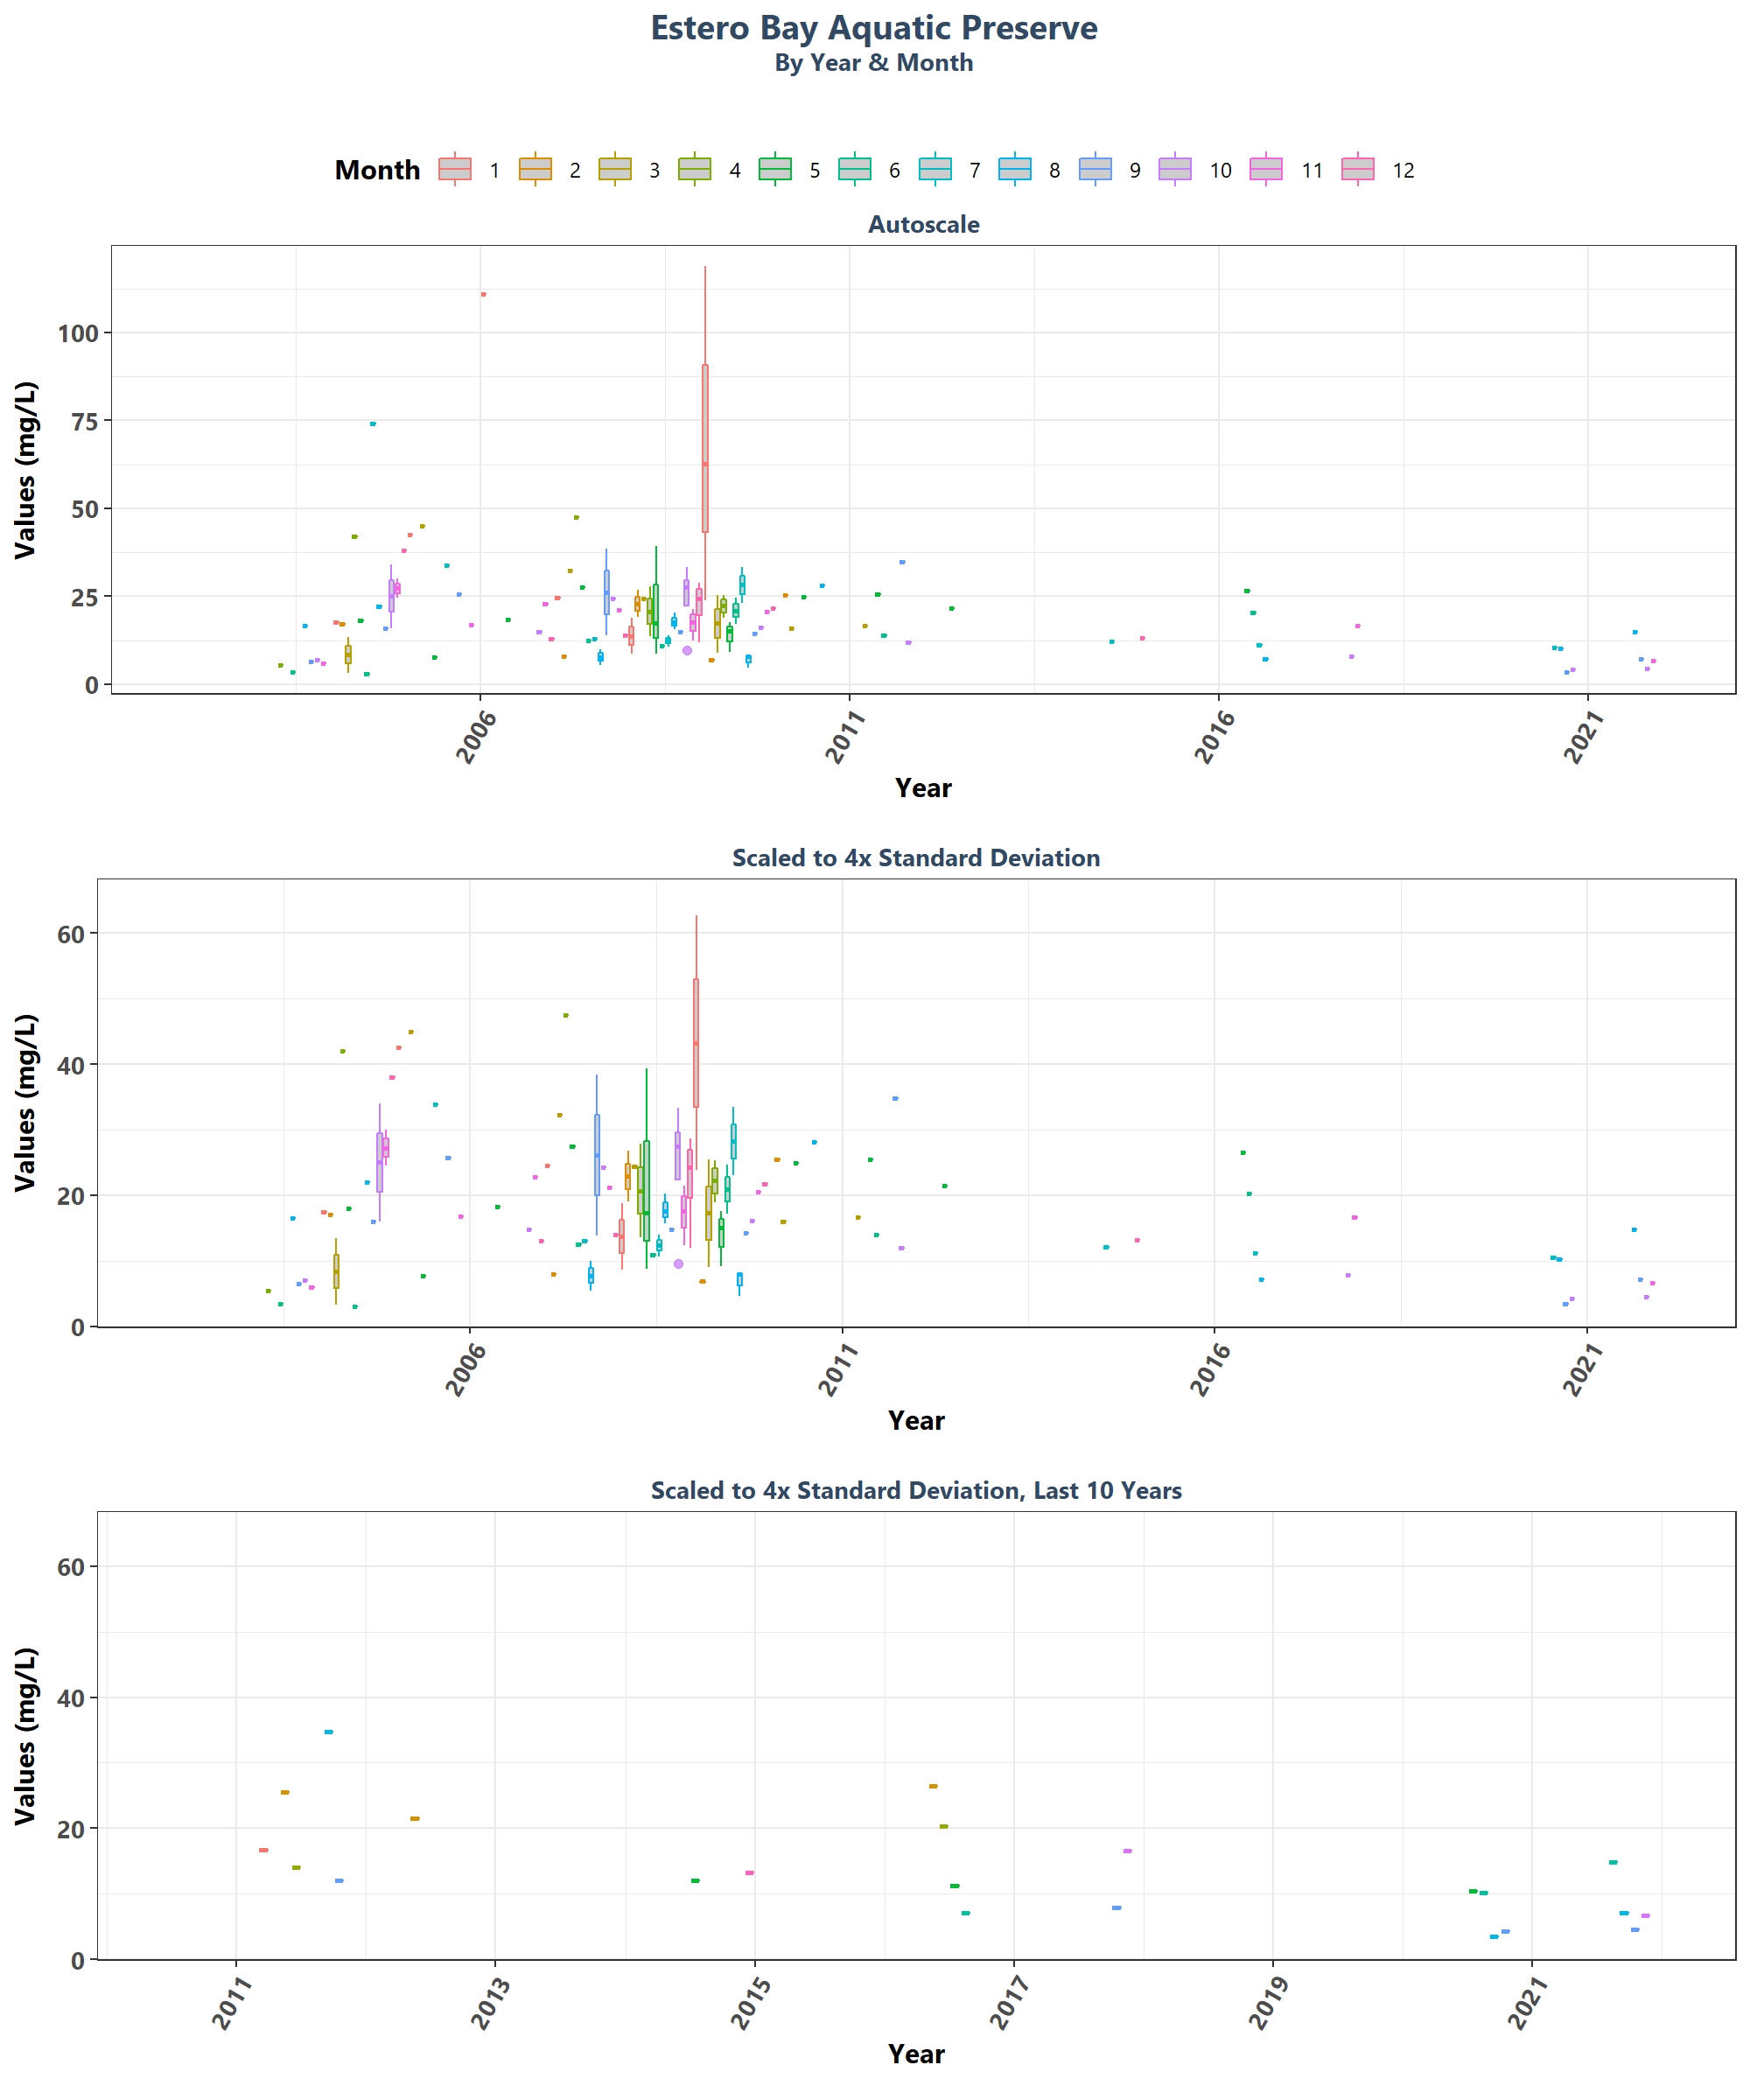 Estero Bay Aquatic Preserve
By Year & Month
Month 1 2 3 4 5 6 7 8 9 10 11 12
Autoscale
Values (mg/L)
100
75
50
25
0
2006 2011 2016 2021
Year
Scaled to 4x Standard Deviation
Values (mg/L)
60
40
20
0
2006 2011 2016 2021
Year
Scaled to 4x Standard Deviation, Last 10 Years
Values (mg/L)
60
40
20
0
2011 2013 2015 2017 2019 2021
Year